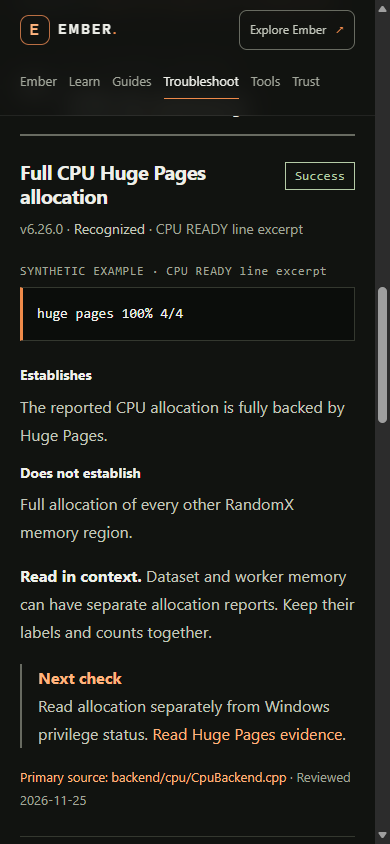 E EMBER.
Explore Ember ↗
Ember Learn Guides Troubleshoot Tools Trust
Full CPU Huge Pages
allocation
Success
v6.26.0 · Recognized · CPU READY line excerpt
SYNTHETIC EXAMPLE · CPU READY line excerpt
huge pages 100% 4/4
Establishes
The reported CPU allocation is fully backed by
Huge Pages.
Does not establish
Full allocation of every other RandomX
memory region.
Read in context. Dataset and worker memory
can have separate allocation reports. Keep their
labels and counts together.
Next check
Read allocation separately from Windows
privilege status. Read Huge Pages evidence.
Primary source: backend/cpu/CpuBackend.cpp · Reviewed
2026-11-25